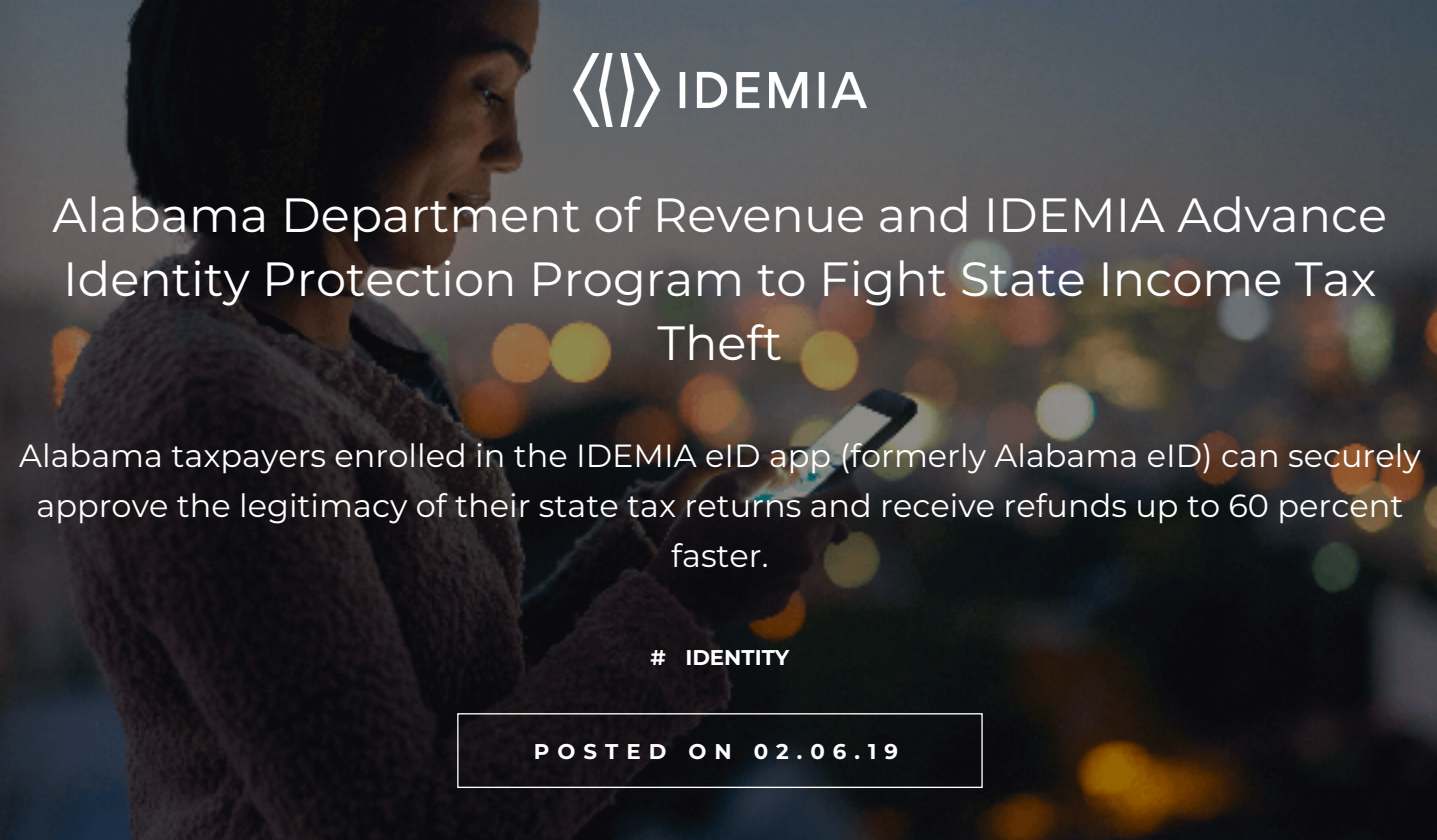 IDEMIA
Alabama Department of Revenue and IDEMIA Advance
Identity Protection Program to Fight State Income Tax
Theft
Alabama taxpayers enrolled in the IDEMIA eID app (formerly Alabama eID) can securely
approve the legitimacy of their state tax returns and receive refunds up to 60 percent
faster.
# IDENTITY
POSTED ON 02.06.19